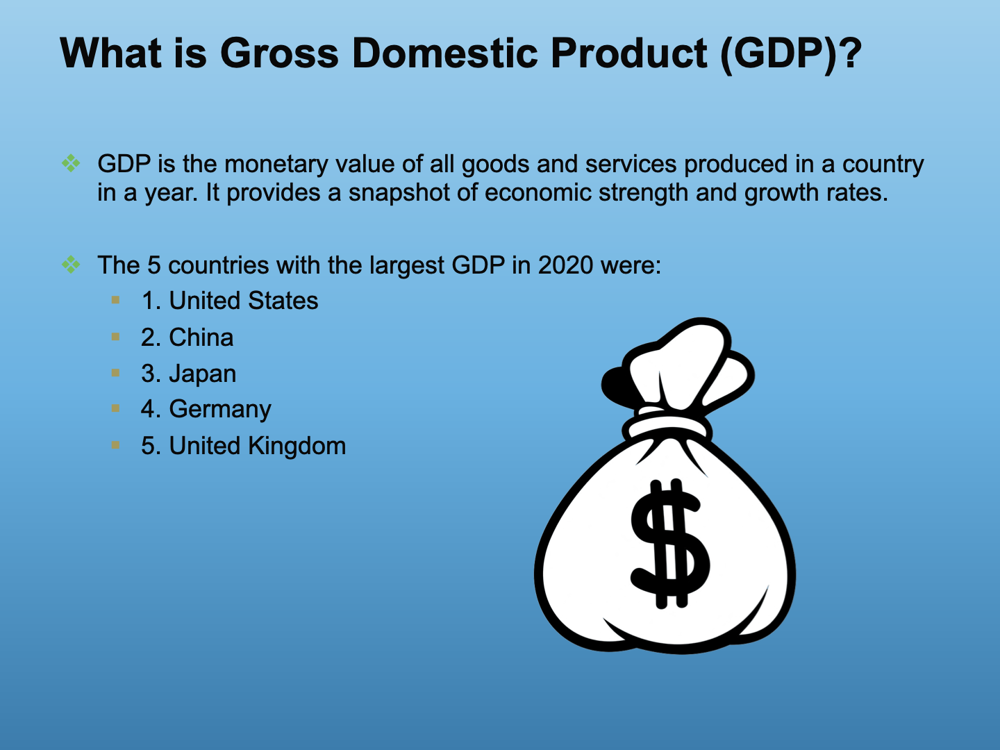 What is Gross Domestic Product (GDP)?
GDP is the monetary value of all goods and services produced in a country
in a year. It provides a snapshot of economic strength and growth rates.
The 5 countries with the largest GDP in 2020 were:
1. United States
2. China
3. Japan
4. Germany
5. United Kingdom
$